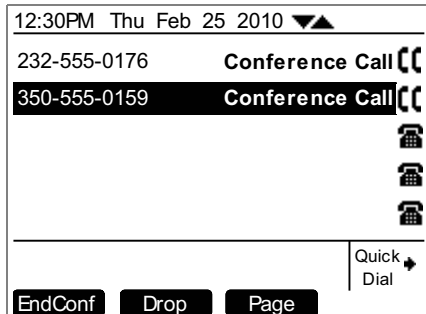 12:30PM Thu Feb 25 2010
232-555-0176 Conference Call
350-555-0159 Conference Call
Quick
Dial
EndConf Drop Page